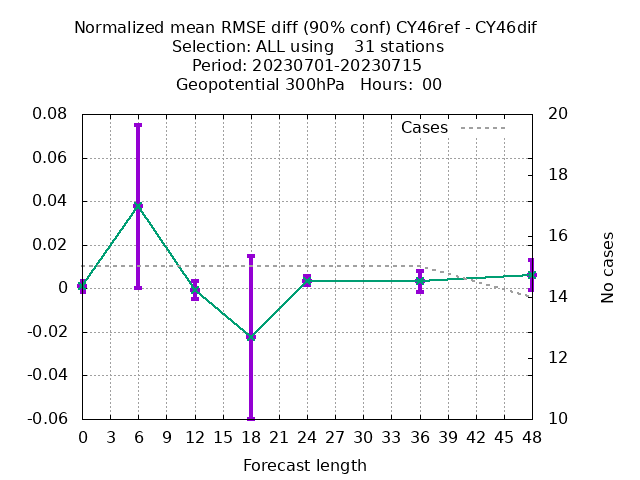 Normalized mean RMSE diff (90% conf) CY46ref - CY46dif
Selection: ALL using    31 stations
Period: 20230701-20230715
Geopotential 300hPa   Hours:  00
Cases
0.08
0.06
0.04
0.02
0
-0.02
-0.04
-0.06
20
18
16
14
12
10
No cases
0 3 6 9 12 15 18 21 24 27 30 33 36 39 42 45 48
Forecast length